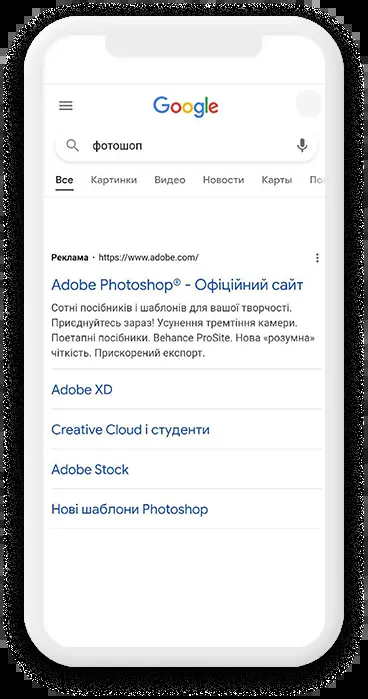 Google
фотошоп
Все Картинки Видео Новости Карты
Реклама · https://www.adobe.com/
Adobe Photoshop® - Офіційний сайт
Сотні посібників і шаблонів для вашої творчості.
Приєднуйтесь зараз! Усунення тремтіння камери.
Поетапні посібники. Behance ProSite. Нова «розумна»
чіткість. Прискорений експорт.
Adobe XD
Creative Cloud і студенти
Adobe Stock
Нові шаблони Photoshop